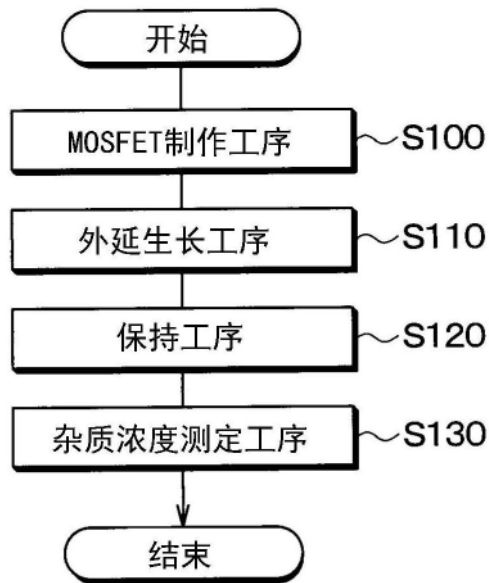 开始
MOSFET制作工序 S100
外延生长工序 S110
保持工序 S120
杂质浓度测定工序 S130
结束